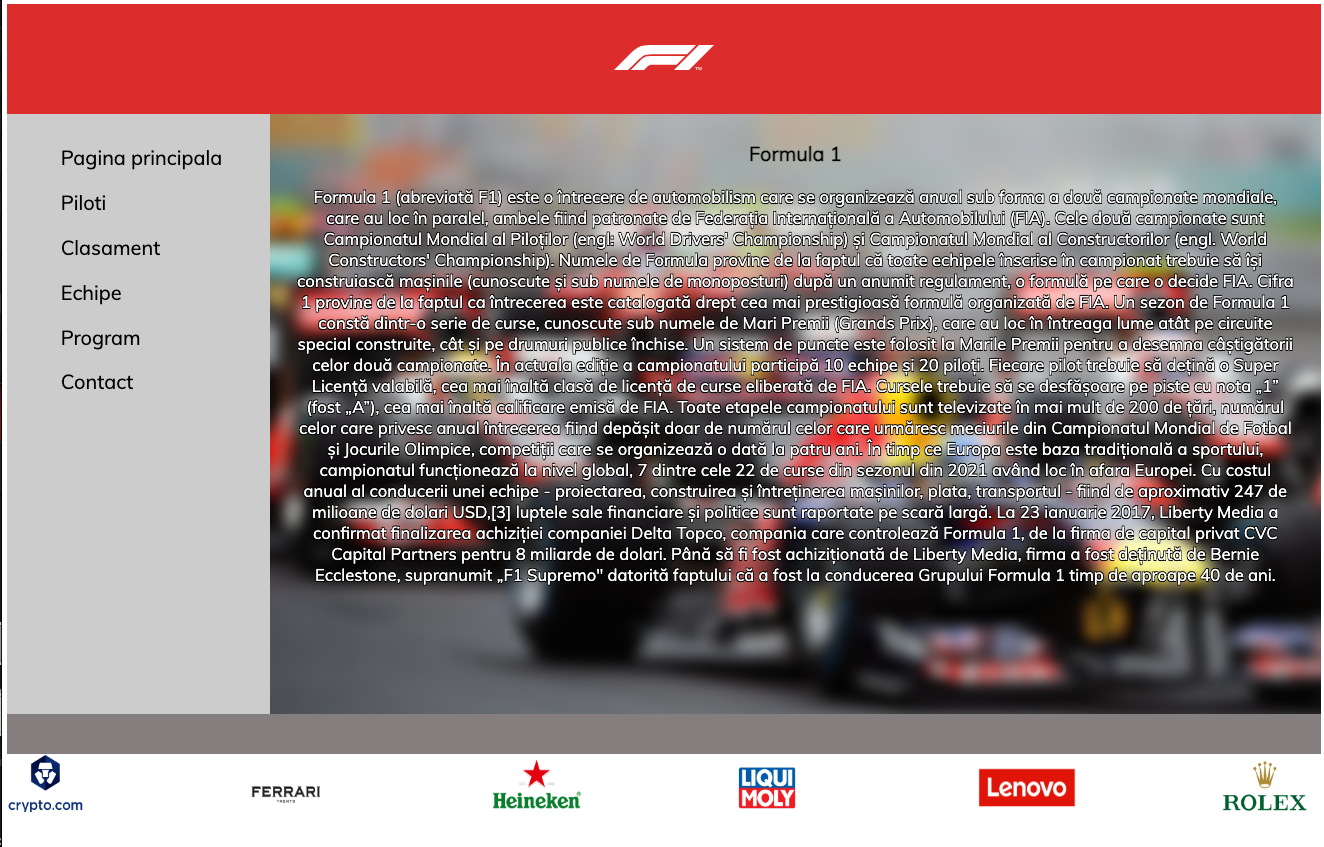 F1
TM
Pagina principala
Piloti
Clasament
Echipe
Program
Contact
Formula 1
Formula 1 (abreviată F1) este o întrecere de automobilism care se organizează anual sub forma a două campionate mondiale,
care au loc în paralel, ambele fiind patronate de Federația Internațională a Automobilului (FIA). Cele două campionate sunt
Campionatul Mondial al Piloților (engl: World Drivers' Championship) și Campionatul Mondial al Constructorilor (engl. World
Constructors' Championship). Numele de Formula provine de la faptul că toate echipele înscrise în campionat trebuie să își
construiască mașinile (cunoscute și sub numele de monoposturi) după un anumit regulament, o formulă pe care o decide FIA. Cifra
1 provine de la faptul ca întrecerea este catalogată drept cea mai prestigioasă formulă organizată de FIA. Un sezon de Formula 1
constă dintr-o serie de curse, cunoscute sub numele de Mari Premii (Grands Prix), care au loc în întreaga lume atât pe circuite
special construite, cât și pe drumuri publice închise. Un sistem de puncte este folosit la Marile Premii pentru a desemna câștigătorii
celor două campionate. În actuala ediție a campionatului participă 10 echipe și 20 piloți. Fiecare pilot trebuie să dețină o Super
Licență valabilă, cea mai înaltă clasă de licență de curse eliberată de FIA. Cursele trebuie să se desfășoare pe piste cu nota „1”
(fost „A”), cea mai înaltă calificare emisă de FIA. Toate etapele campionatului sunt televizate în mai mult de 200 de țări, numărul
celor care privesc anual întrecerea fiind depășit doar de numărul celor care urmăresc meciurile din Campionatul Mondial de Fotbal
și Jocurile Olimpice, competiții care se organizează o dată la patru ani. În timp ce Europa este baza tradițională a sportului,
campionatul funcționează la nivel global, 7 dintre cele 22 de curse din sezonul din 2021 având loc în afara Europei. Cu costul
anual al conducerii unei echipe - proiectarea, construirea și întreținerea mașinilor, plata, transportul - fiind de aproximativ 247 de
milioane de dolari USD,[3] luptele sale financiare și politice sunt raportate pe scară largă. La 23 ianuarie 2017, Liberty Media a
confirmat finalizarea achiziției companiei Delta Topco, compania care controlează Formula 1, de la firma de capital privat CVC
Capital Partners pentru 8 miliarde de dolari. Până să fi fost achiziționată de Liberty Media, firma a fost deținută de Bernie
Ecclestone, supranumit „F1 Supremo" datorită faptului că a fost la conducerea Grupului Formula 1 timp de aproape 40 de ani.
crypto.com
FERRARI
TRENTO
Heineken
LIQUI
MOLY
Lenovo
ROLEX